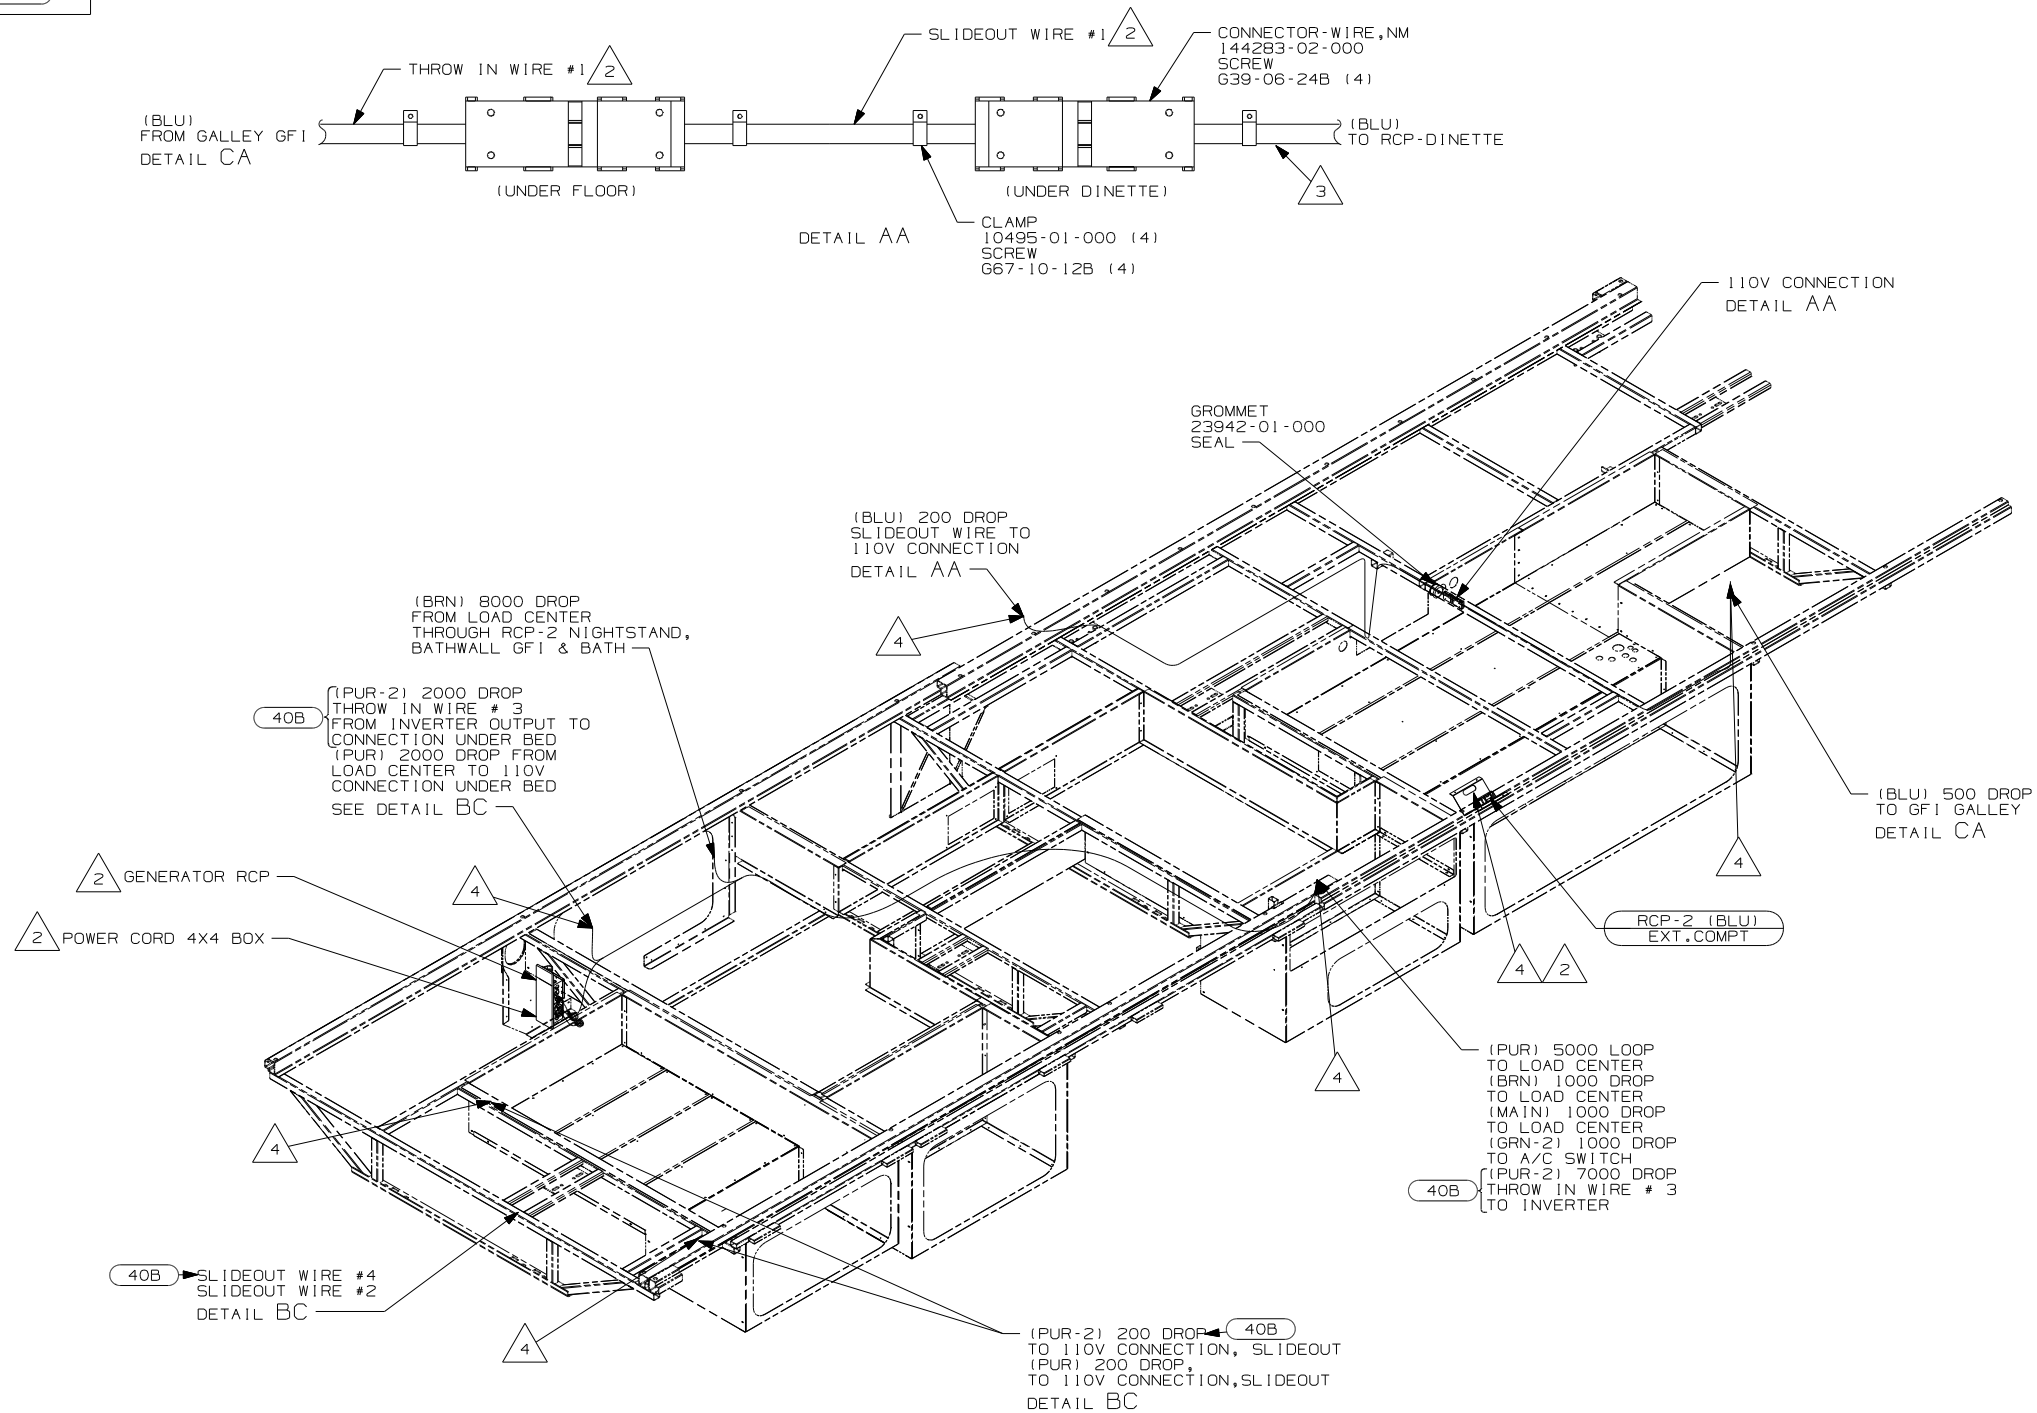 THROW IN WIRE #1
2
SLIDEOUT WIRE #1
2
CONNECTOR-WIRE,NM
144283-02-000
SCREW
G39-06-24B (4)
(BLU)
FROM GALLEY GFI
DETAIL CA
(BLU)
TO RCP-DINETTE
(UNDER FLOOR)
(UNDER DINETTE)
3
DETAIL AA
CLAMP
10495-01-000 (4)
SCREW
G67-10-12B (4)
110V CONNECTION
DETAIL AA
GROMMET
23942-01-000
SEAL
(BLU) 200 DROP
SLIDEOUT WIRE TO
110V CONNECTION
DETAIL AA
4
(BRN) 8000 DROP
FROM LOAD CENTER
THROUGH RCP-2 NIGHTSTAND,
BATHWALL GFI & BATH
40B
(PUR-2) 2000 DROP
THROW IN WIRE # 3
FROM INVERTER OUTPUT TO
CONNECTION UNDER BED
(PUR) 2000 DROP FROM
LOAD CENTER TO 110V
CONNECTION UNDER BED
SEE DETAIL BC
(BLU) 500 DROP
TO GFI GALLEY
DETAIL CA
4
2 GENERATOR RCP
4
2 POWER CORD 4X4 BOX
RCP-2 (BLU)
EXT.COMPT
4 2
4
(PUR) 5000 LOOP
TO LOAD CENTER
(BRN) 1000 DROP
TO LOAD CENTER
(MAIN) 1000 DROP
TO LOAD CENTER
(GRN-2) 1000 DROP
TO A/C SWITCH
40B
(PUR-2) 7000 DROP
THROW IN WIRE # 3
TO INVERTER
4
40B
SLIDEOUT WIRE #4
SLIDEOUT WIRE #2
DETAIL BC
4
(PUR-2) 200 DROP
40B
TO 110V CONNECTION, SLIDEOUT
(PUR) 200 DROP,
TO 110V CONNECTION,SLIDEOUT
DETAIL BC